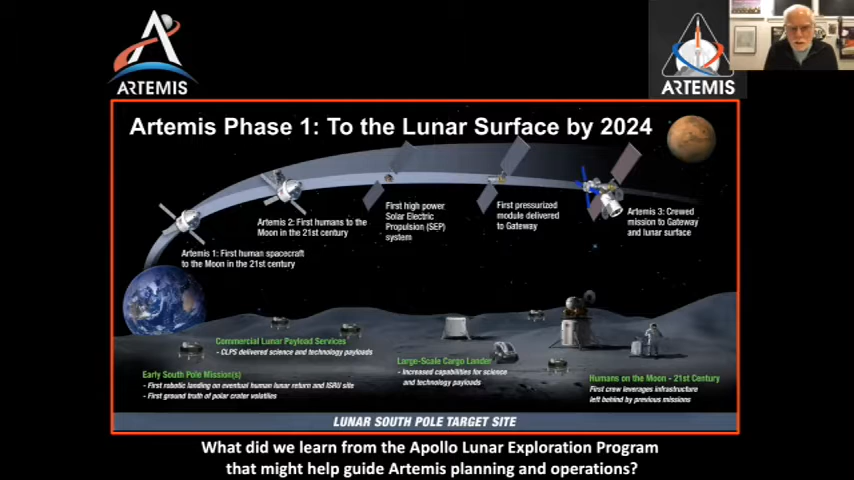 ARTEMIS
ARTEMIS
Artemis Phase 1: To the Lunar Surface by 2024
Artemis 1: First human spacecraft
to the Moon in the 21st century
Artemis 2: First humans to the
Moon in the 21st century
First high power
Solar Electric
Propulsion (SEP)
system
First pressurized
module delivered
to Gateway
Artemis 3: Crewed
mission to Gateway
and lunar surface
Commercial Lunar Payload Services
- CLPS delivered science and technology payloads
Early South Pole Mission(s)
- First robotic landing on eventual human lunar return and ISRU site
- First ground truth of polar crater volatiles
Large-Scale Cargo Lander
- Increased capabilities for science
and technology payloads
Humans on the Moon - 21st Century
First crew leverages infrastructure
left behind by previous missions
LUNAR SOUTH POLE TARGET SITE
What did we learn from the Apollo Lunar Exploration Program
that might help guide Artemis planning and operations?